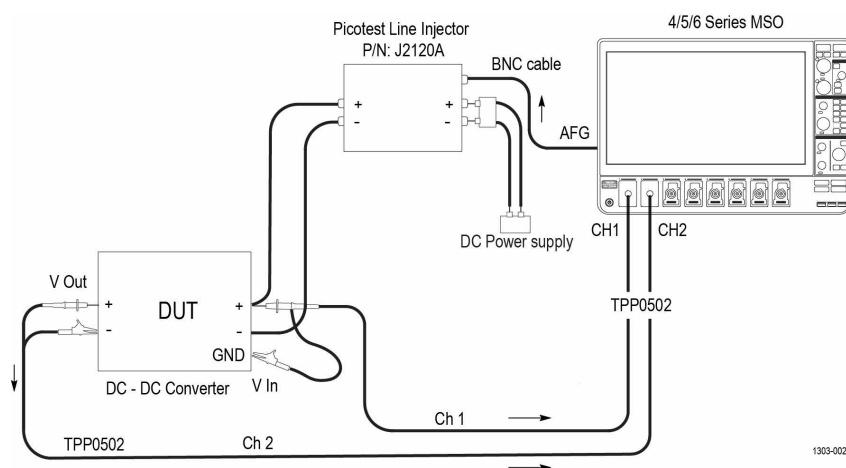 4/5/6 Series MSO
Picotest Line Injector
P/N: J2120A
BNC cable
+
+
-
-
AFG
DC Power supply
CH1
CH2
V Out
TPP0502
+
DUT
+
-
-
GND
DC - DC Converter
V In
Ch 1
TPP0502
Ch 2
1303-002